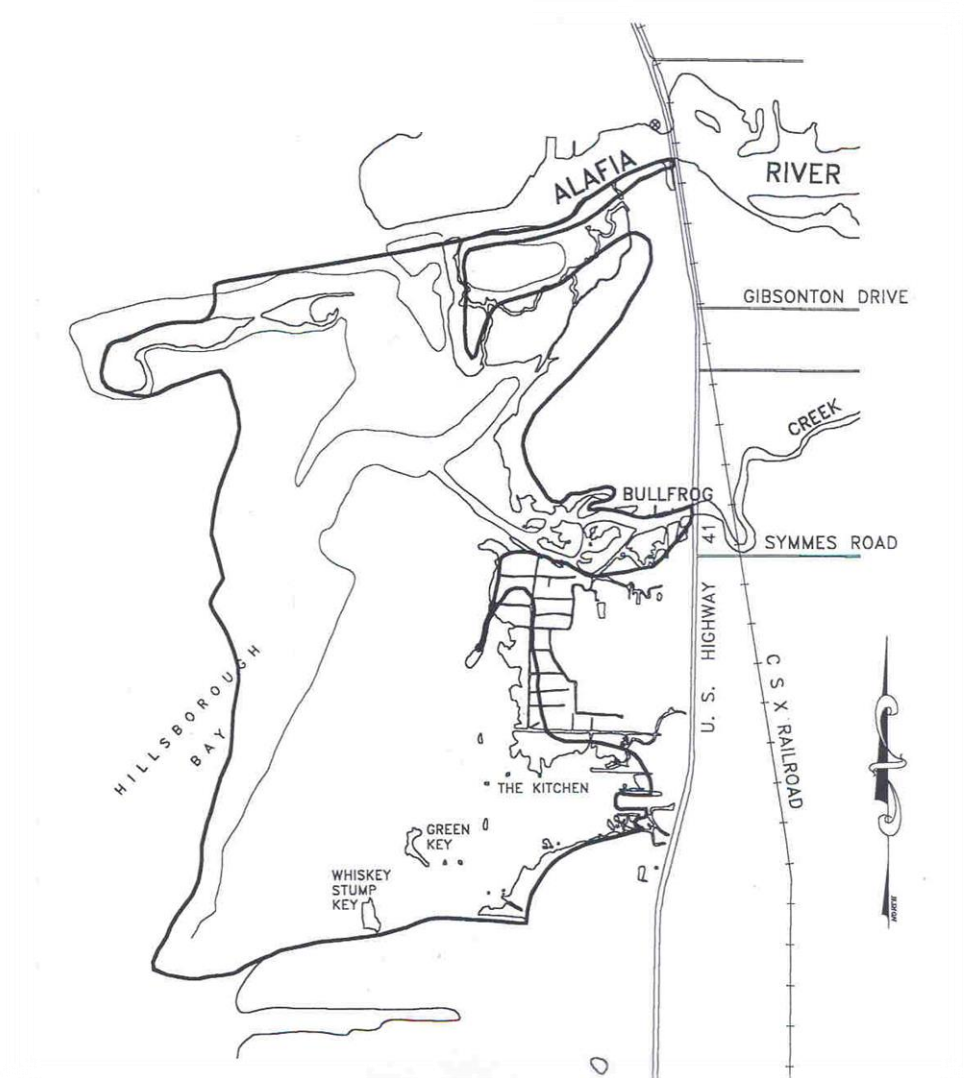 ALAFIA
RIVER
GIBSONTON DRIVE
CREEK
BULLFROG
SYMMES ROAD
U. S. HIGHWAY 41
C S X RAILROAD
HILLSBOROUGH
BAY
THE KITCHEN
GREEN
KEY
WHISKEY
STUMP
KEY
NORTH